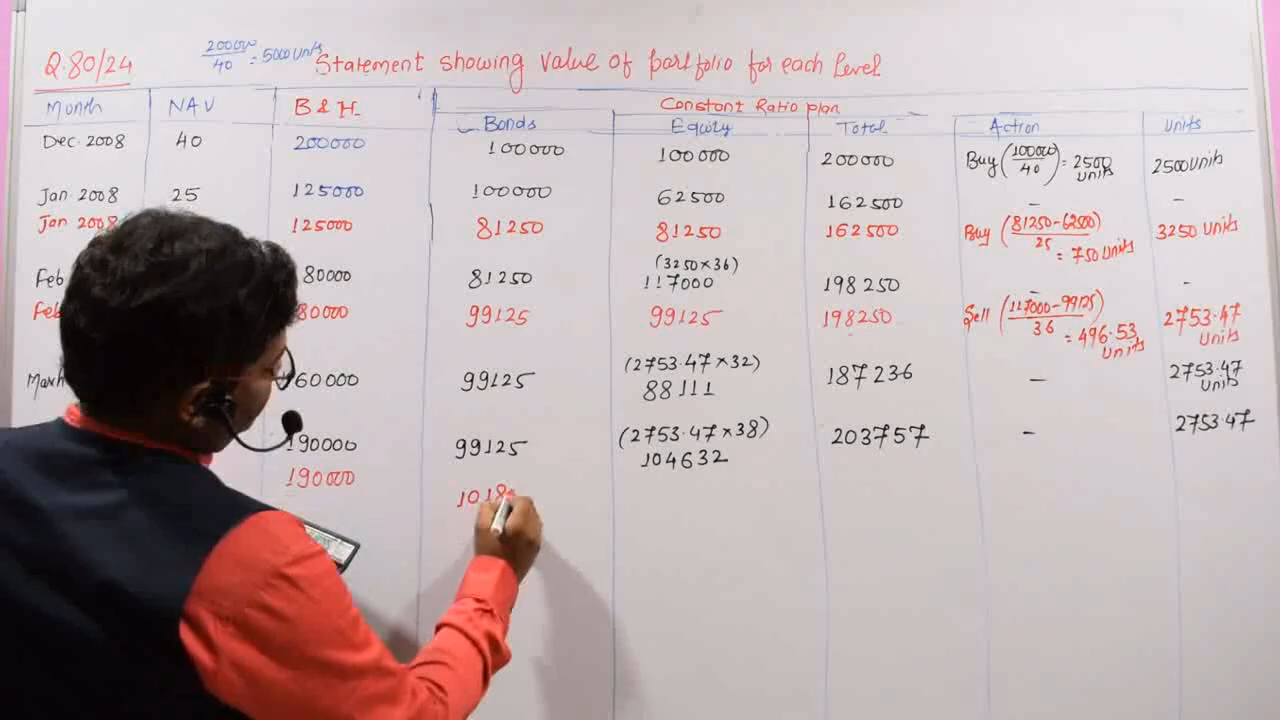 Q.80/24
200000/40 = 5000 Units
Statement showing value of portfolio for each Level
Month NAV B & H Constant Ratio plan
Bonds Equity Total Action Units
Dec. 2008 40 200000 100000 100000 200000 Buy (100000/40) = 2500 Units 2500 Units
Jan. 2008 25 125000 100000 62500 162500 - -
Jan. 2008 125000 81250 81250 162500 Buy (81250-62500)/25 = 750 Units 3250 Units
(3250×36)
Feb 80000 81250 117000 198250 - -
Feb 80000 99125 99125 198250 Sell (117000-99125)/36 = 496.53 Units 2753.47 Units
(2753.47×32)
March 60000 99125 88111 187236 - 2753.47 Units
(2753.47×38)
190000 99125 104632 203757 - 2753.47
190000 1018